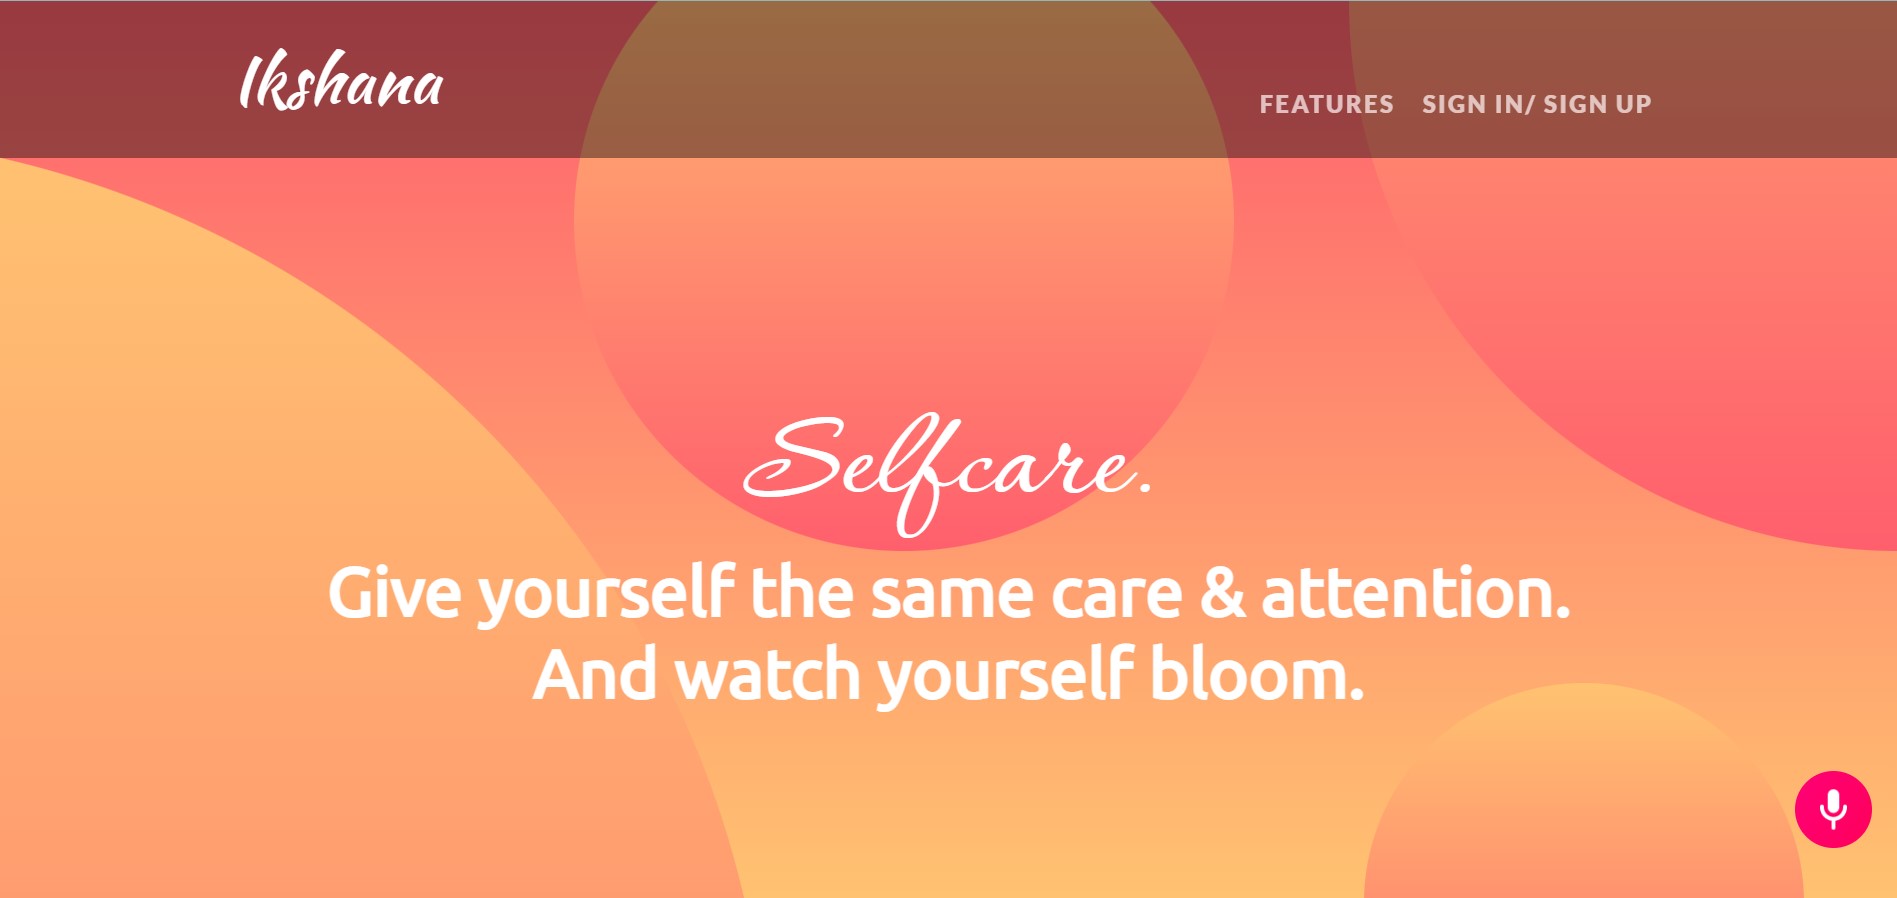 Ikshana
FEATURES SIGN IN/ SIGN UP
Selfcare.
Give yourself the same care & attention.
And watch yourself bloom.